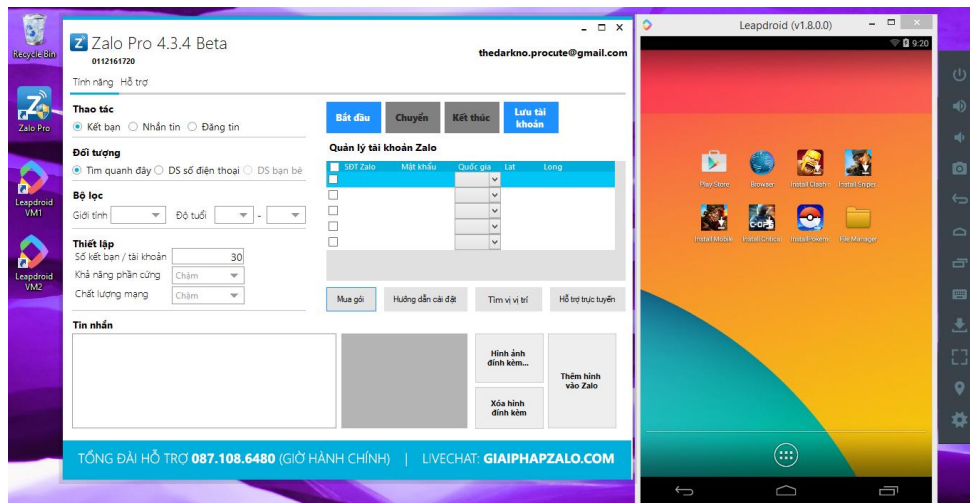 Recycle Bin
Zalo Pro
Leapdroid
VM1
Leapdroid
VM2
Zalo Pro 4.3.4 Beta
0112161720
thedarkno.procute@gmail.com
Tính năng Hỗ trợ
Thao tác
Kết bạn Nhắn tin Đăng tin
Đối tượng
Tìm quanh đây DS số điện thoại DS bạn bè
Bộ lọc
Giới tính Độ tuổi -
Thiết lập
Số kết bạn / tài khoản 30
Khả năng phần cứng Chậm
Chất lượng mạng Chậm
Bắt đầu Chuyển Kết thúc Lưu tài
khoản
Quản lý tài khoản Zalo
SĐT Zalo Mật khẩu Quốc gia Lat Long
Mua gói Hướng dẫn cài đặt Tìm vị vị trí Hỗ trợ trực tuyến
Tin nhắn
Hình ảnh
đính kèm...
Xóa hình
đính kèm
Thêm hình
vào Zalo
TỔNG ĐÀI HỖ TRỢ 087.108.6480 (GIỜ HÀNH CHÍNH) | LIVECHAT: GIAIPHAPZALO.COM
Leapdroid (v1.8.0.0)
9:20
Play Store Browser Install Clash Install Sniper
Install Mobile Install Critical Install Pokem File Manager